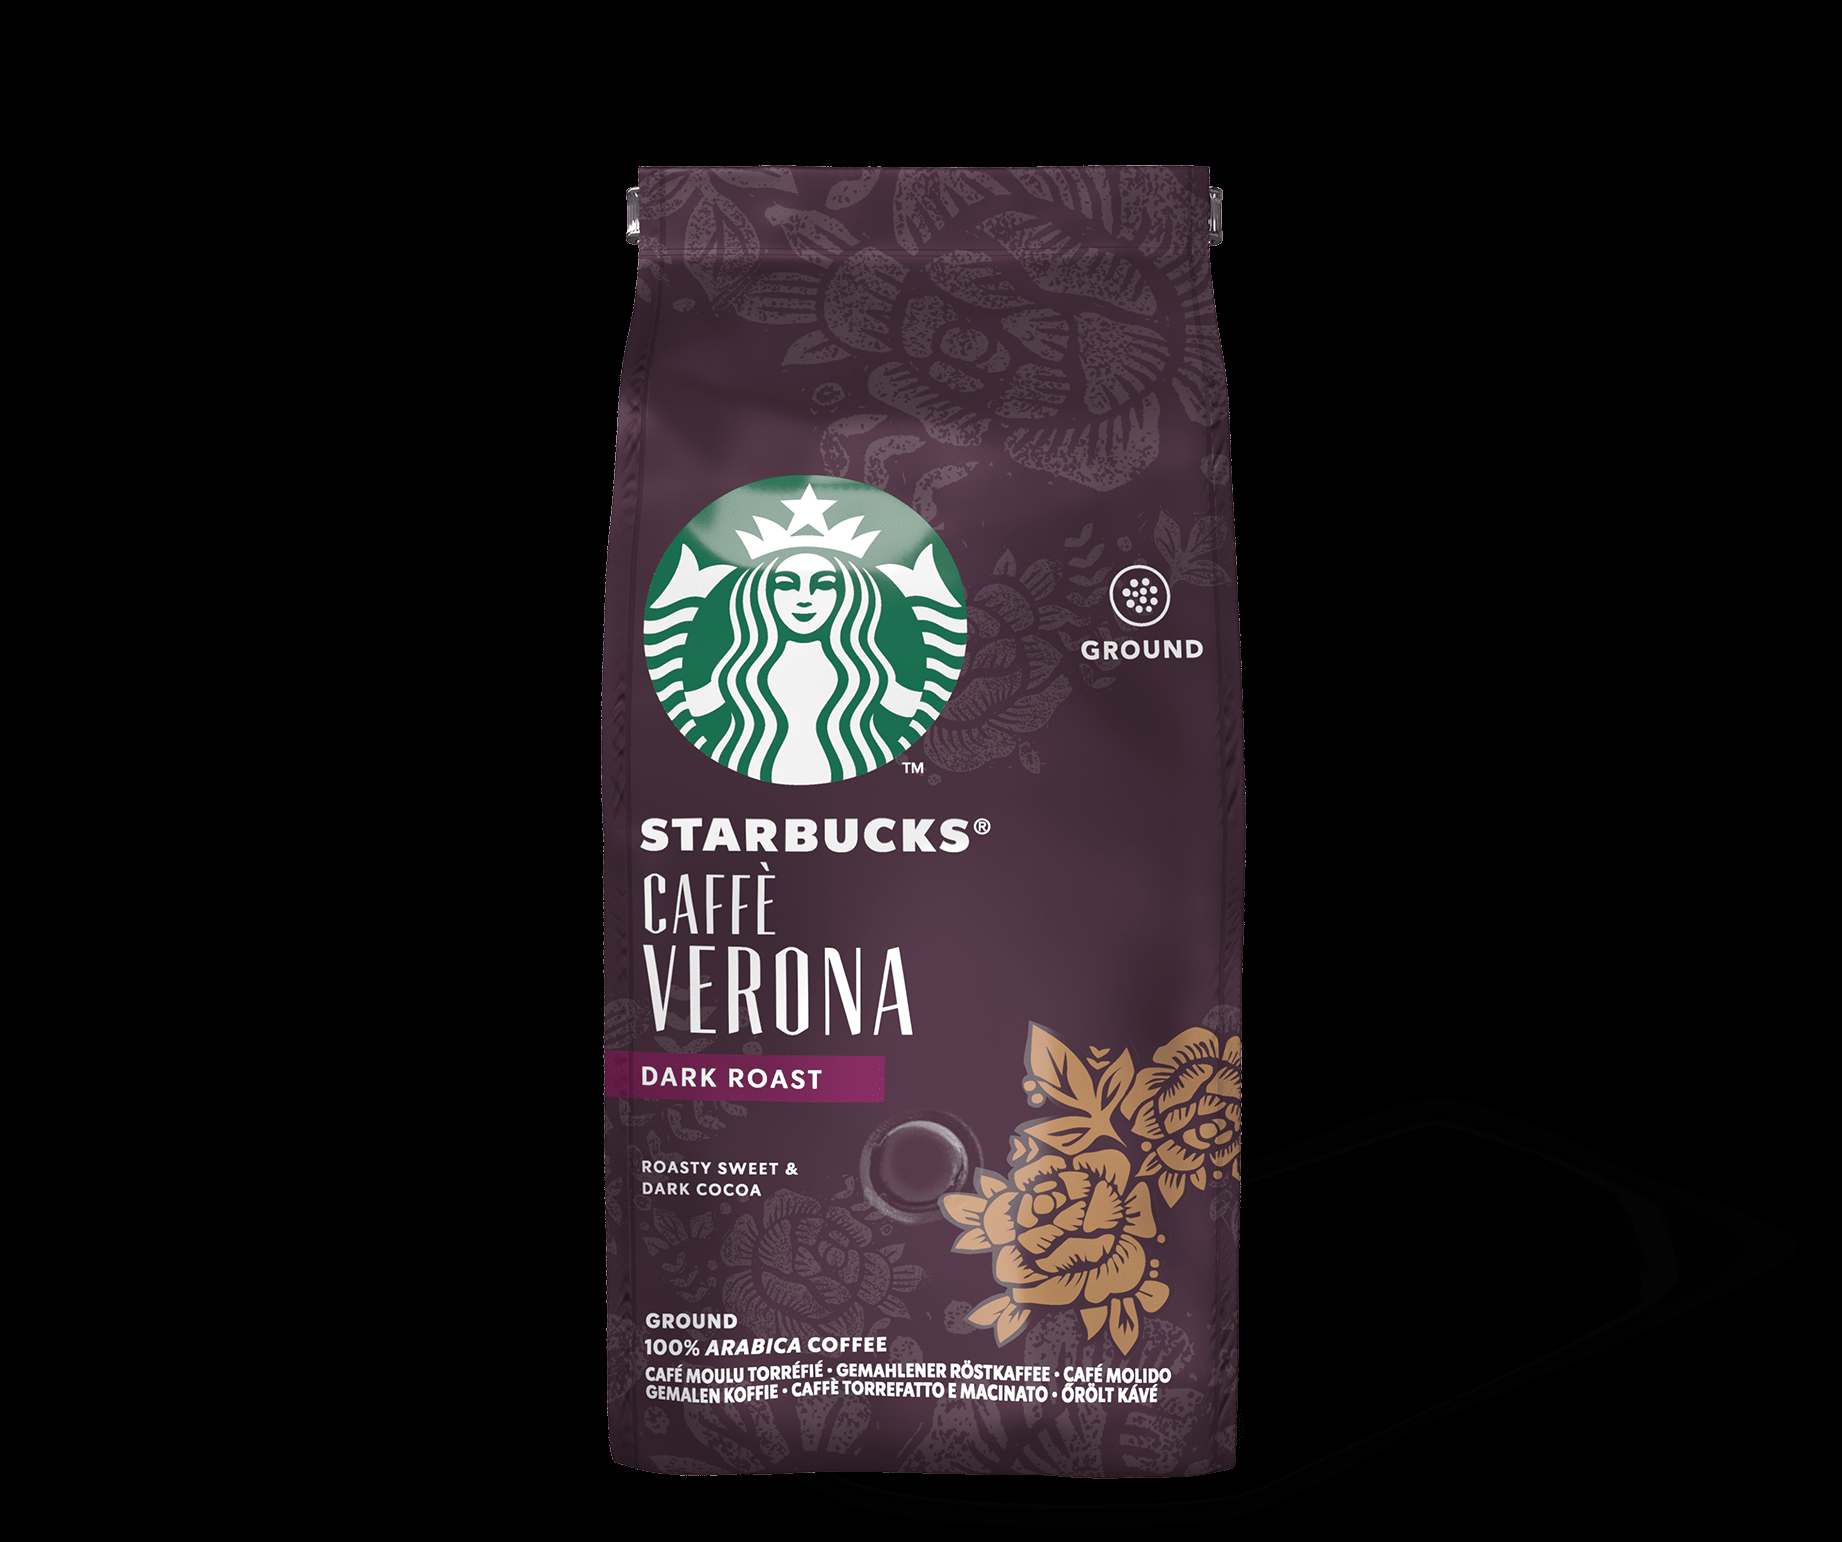 GROUND
TM
STARBUCKS®
CAFFÈ
VERONA
DARK ROAST
ROASTY SWEET &
DARK COCOA
GROUND
100% ARABICA COFFEE
CAFÉ MOULU TORRÉFIÉ • GEMAHLENER RÖSTKAFFEE • CAFÉ MOLIDO
GEMALEN KOFFIE • CAFFÈ TORREFATTO E MACINATO • ŐRÖLT KÁVÉ